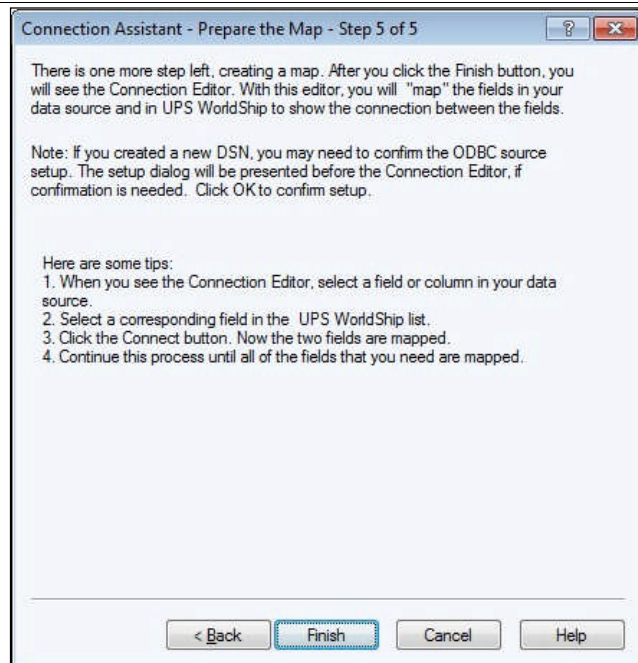 Connection Assistant - Prepare the Map - Step 5 of 5
There is one more step left, creating a map. After you click the Finish button, you
will see the Connection Editor. With this editor, you will "map" the fields in your
data source and in UPS WorldShip to show the connection between the fields.
Note: If you created a new DSN, you may need to confirm the ODBC source
setup. The setup dialog will be presented before the Connection Editor, if
confirmation is needed. Click OK to confirm setup.
Here are some tips:
1. When you see the Connection Editor, select a field or column in your data
source.
2. Select a corresponding field in the UPS WorldShip list.
3. Click the Connect button. Now the two fields are mapped.
4. Continue this process until all of the fields that you need are mapped.
< Back Finish Cancel Help